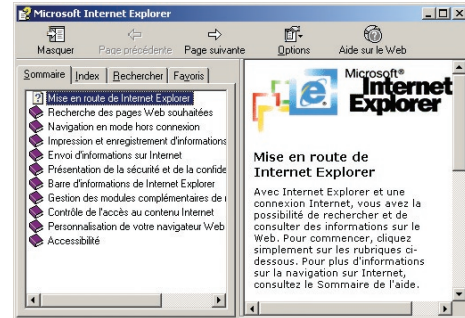 Microsoft Internet Explorer
Masquer Page précédente Page suivante Options Aide sur le Web
Sommaire Index Rechercher Favoris
Mise en route de Internet Explorer
Recherche des pages Web souhaitées
Navigation en mode hors connexion
Impression et enregistrement d'informations
Envoi d'informations sur Internet
Présentation de la sécurité et de la confide
Barre d'informations de Internet Explorer
Gestion des modules complémentaires de
Contrôle de l'accès au contenu Internet
Personnalisation de votre navigateur Web
Accessibilité
Microsoft®
Internet
Explorer
Mise en route de
Internet Explorer
Avec Internet Explorer et une
connexion Internet, vous avez la
possibilité de rechercher et de
consulter des informations sur le
Web. Pour commencer, cliquez
simplement sur les rubriques ci-
dessous. Pour plus d'informations
sur la navigation sur Internet,
consultez le Sommaire de l'aide.